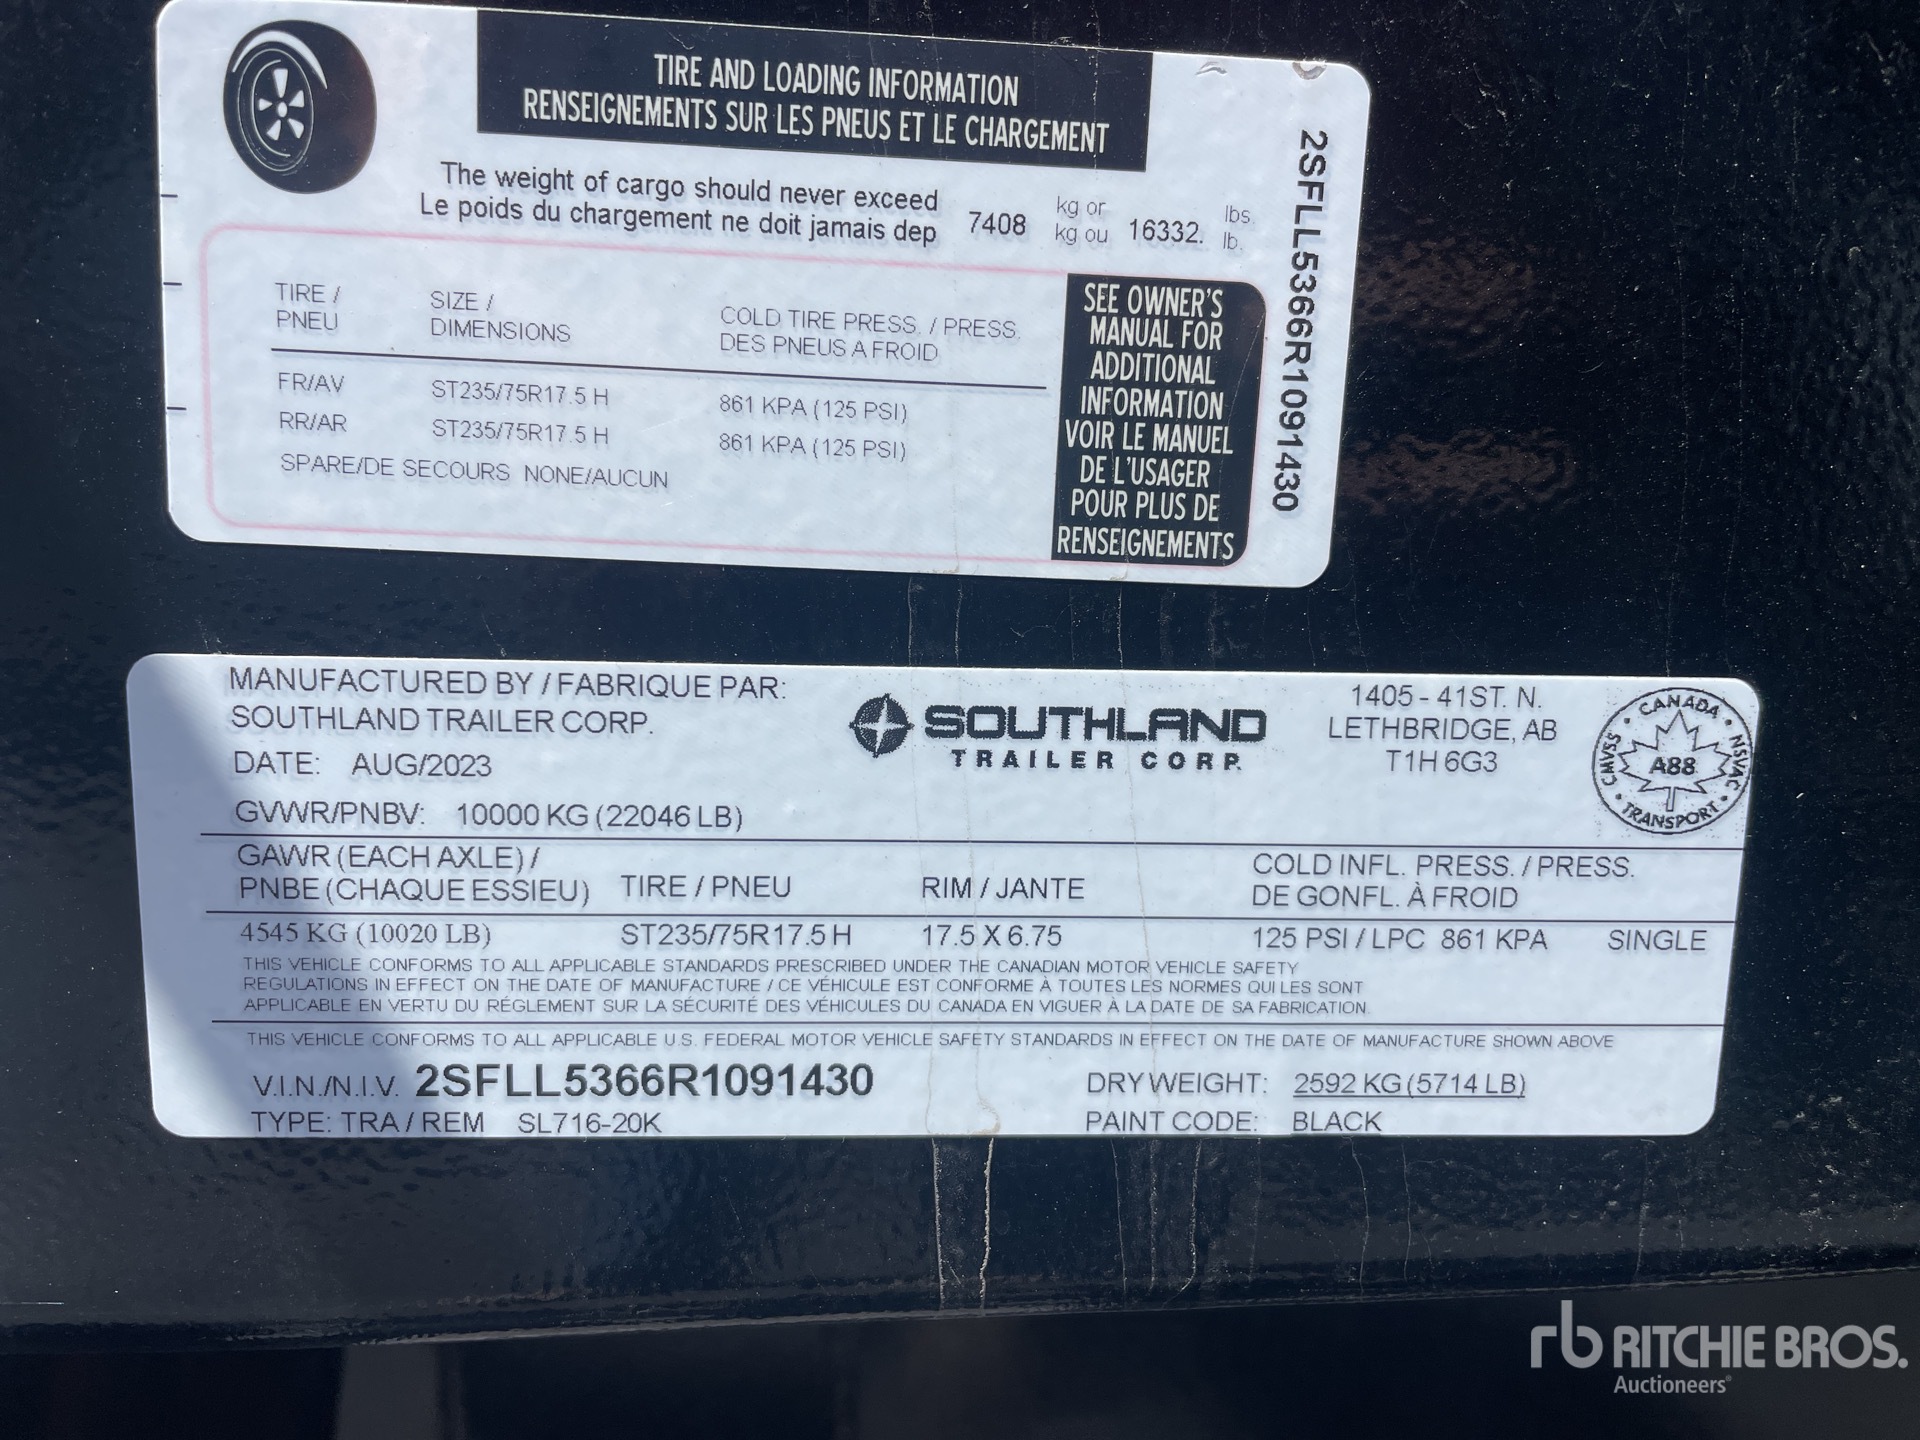 TIRE AND LOADING INFORMATION
RENSEIGNEMENTS SUR LES PNEUS ET LE CHARGEMENT
The weight of cargo should never exceed
Le poids du chargement ne doit jamais dep
7408 kg or kg ou 16332. lbs. lb.
TIRE / PNEU
SIZE / DIMENSIONS
COLD TIRE PRESS. / PRESS. DES PNEUS A FROID
FR/AV ST235/75R17.5 H 861 KPA (125 PSI)
RR/AR ST235/75R17.5 H 861 KPA (125 PSI)
SPARE/DE SECOURS NONE/AUCUN
SEE OWNER'S
MANUAL FOR
ADDITIONAL
INFORMATION
VOIR LE MANUEL
DE L'USAGER
POUR PLUS DE
RENSEIGNEMENTS
2SFLL5366R1091430
MANUFACTURED BY / FABRIQUE PAR:
SOUTHLAND TRAILER CORP.
DATE: AUG/2023
GVWR/PNBV: 10000 KG (22046 LB)
SOUTHLAND
TRAILER CORP.
1405 - 41ST. N.
LETHBRIDGE, AB
T1H 6G3
CANADA
CMVSS A88 NSVAC
TRANSPORT
GAWR (EACH AXLE) /
PNBE (CHAQUE ESSIEU) TIRE / PNEU RIM / JANTE
COLD INFL. PRESS. / PRESS.
DE GONFL. À FROID
4545 KG (10020 LB) ST235/75R17.5 H 17.5 X 6.75 125 PSI / LPC 861 KPA SINGLE
THIS VEHICLE CONFORMS TO ALL APPLICABLE STANDARDS PRESCRIBED UNDER THE CANADIAN MOTOR VEHICLE SAFETY
REGULATIONS IN EFFECT ON THE DATE OF MANUFACTURE / CE VÉHICULE EST CONFORME À TOUTES LES NORMES QUI LES SONT
APPLICABLE EN VERTU DU RÉGLEMENT SUR LA SÉCURITÉ DES VÉHICULES DU CANADA EN VIGUER À LA DATE DE SA FABRICATION.
THIS VEHICLE CONFORMS TO ALL APPLICABLE U.S. FEDERAL MOTOR VEHICLE SAFETY STANDARDS IN EFFECT ON THE DATE OF MANUFACTURE SHOWN ABOVE
V.I.N./N.I.V. 2SFLL5366R1091430 DRY WEIGHT: 2592 KG (5714 LB)
TYPE: TRA / REM SL716-20K PAINT CODE: BLACK
rb RITCHIE BROS.
Auctioneers